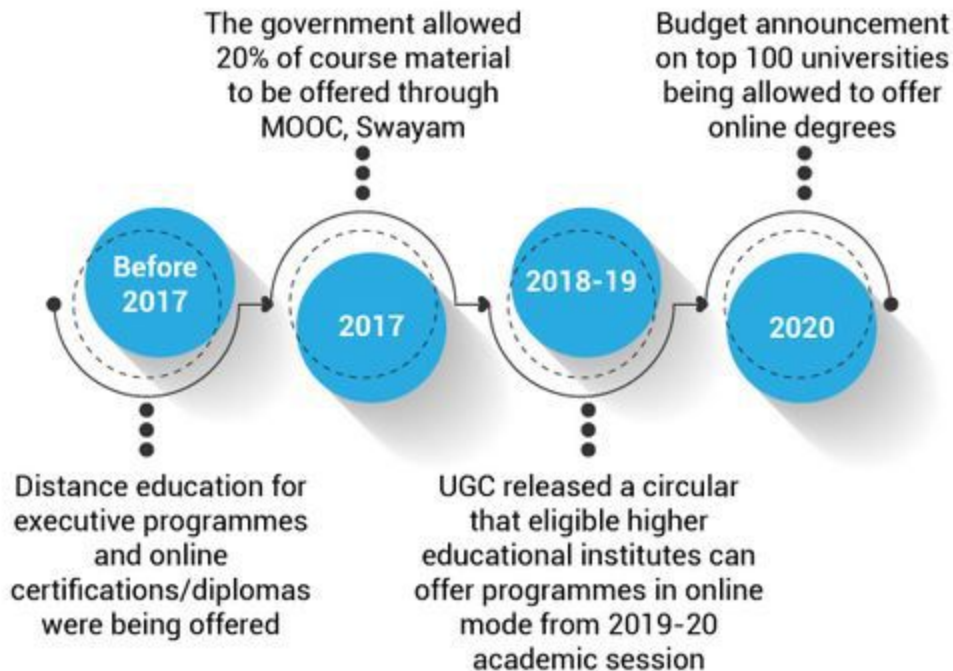 The government allowed
20% of course material
to be offered through
MOOC, Swayam
Budget announcement
on top 100 universities
being allowed to offer
online degrees
Before
2017
2017
2018-19
2020
Distance education for
executive programmes
and online
certifications/diplomas
were being offered
UGC released a circular
that eligible higher
educational institutes can
offer programmes in online
mode from 2019-20
academic session